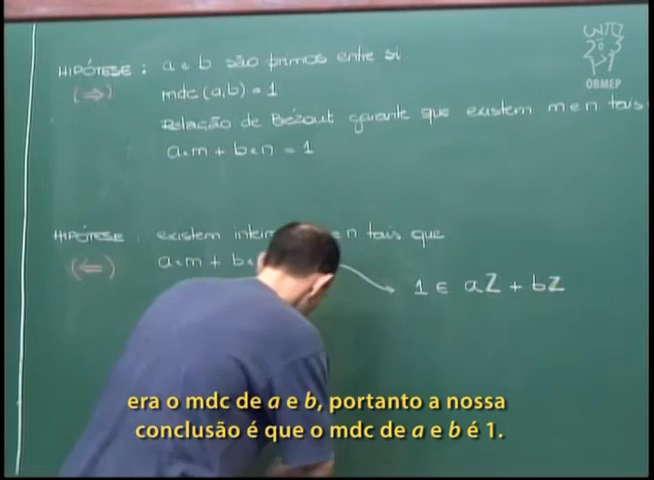 HIPÓTESE : a e b são primos entre si
(⇒) mdc (a,b) = 1
Relação de Bézout garante que existem m e n tais
a.m + b.n = 1
HIPÓTESE : existem n tais que
(⇐) a.m + b.
1 ∈ aZ + bZ
OBMEP
era o mdc de a e b, portanto a nossa
conclusão é que o mdc de a e b é 1.